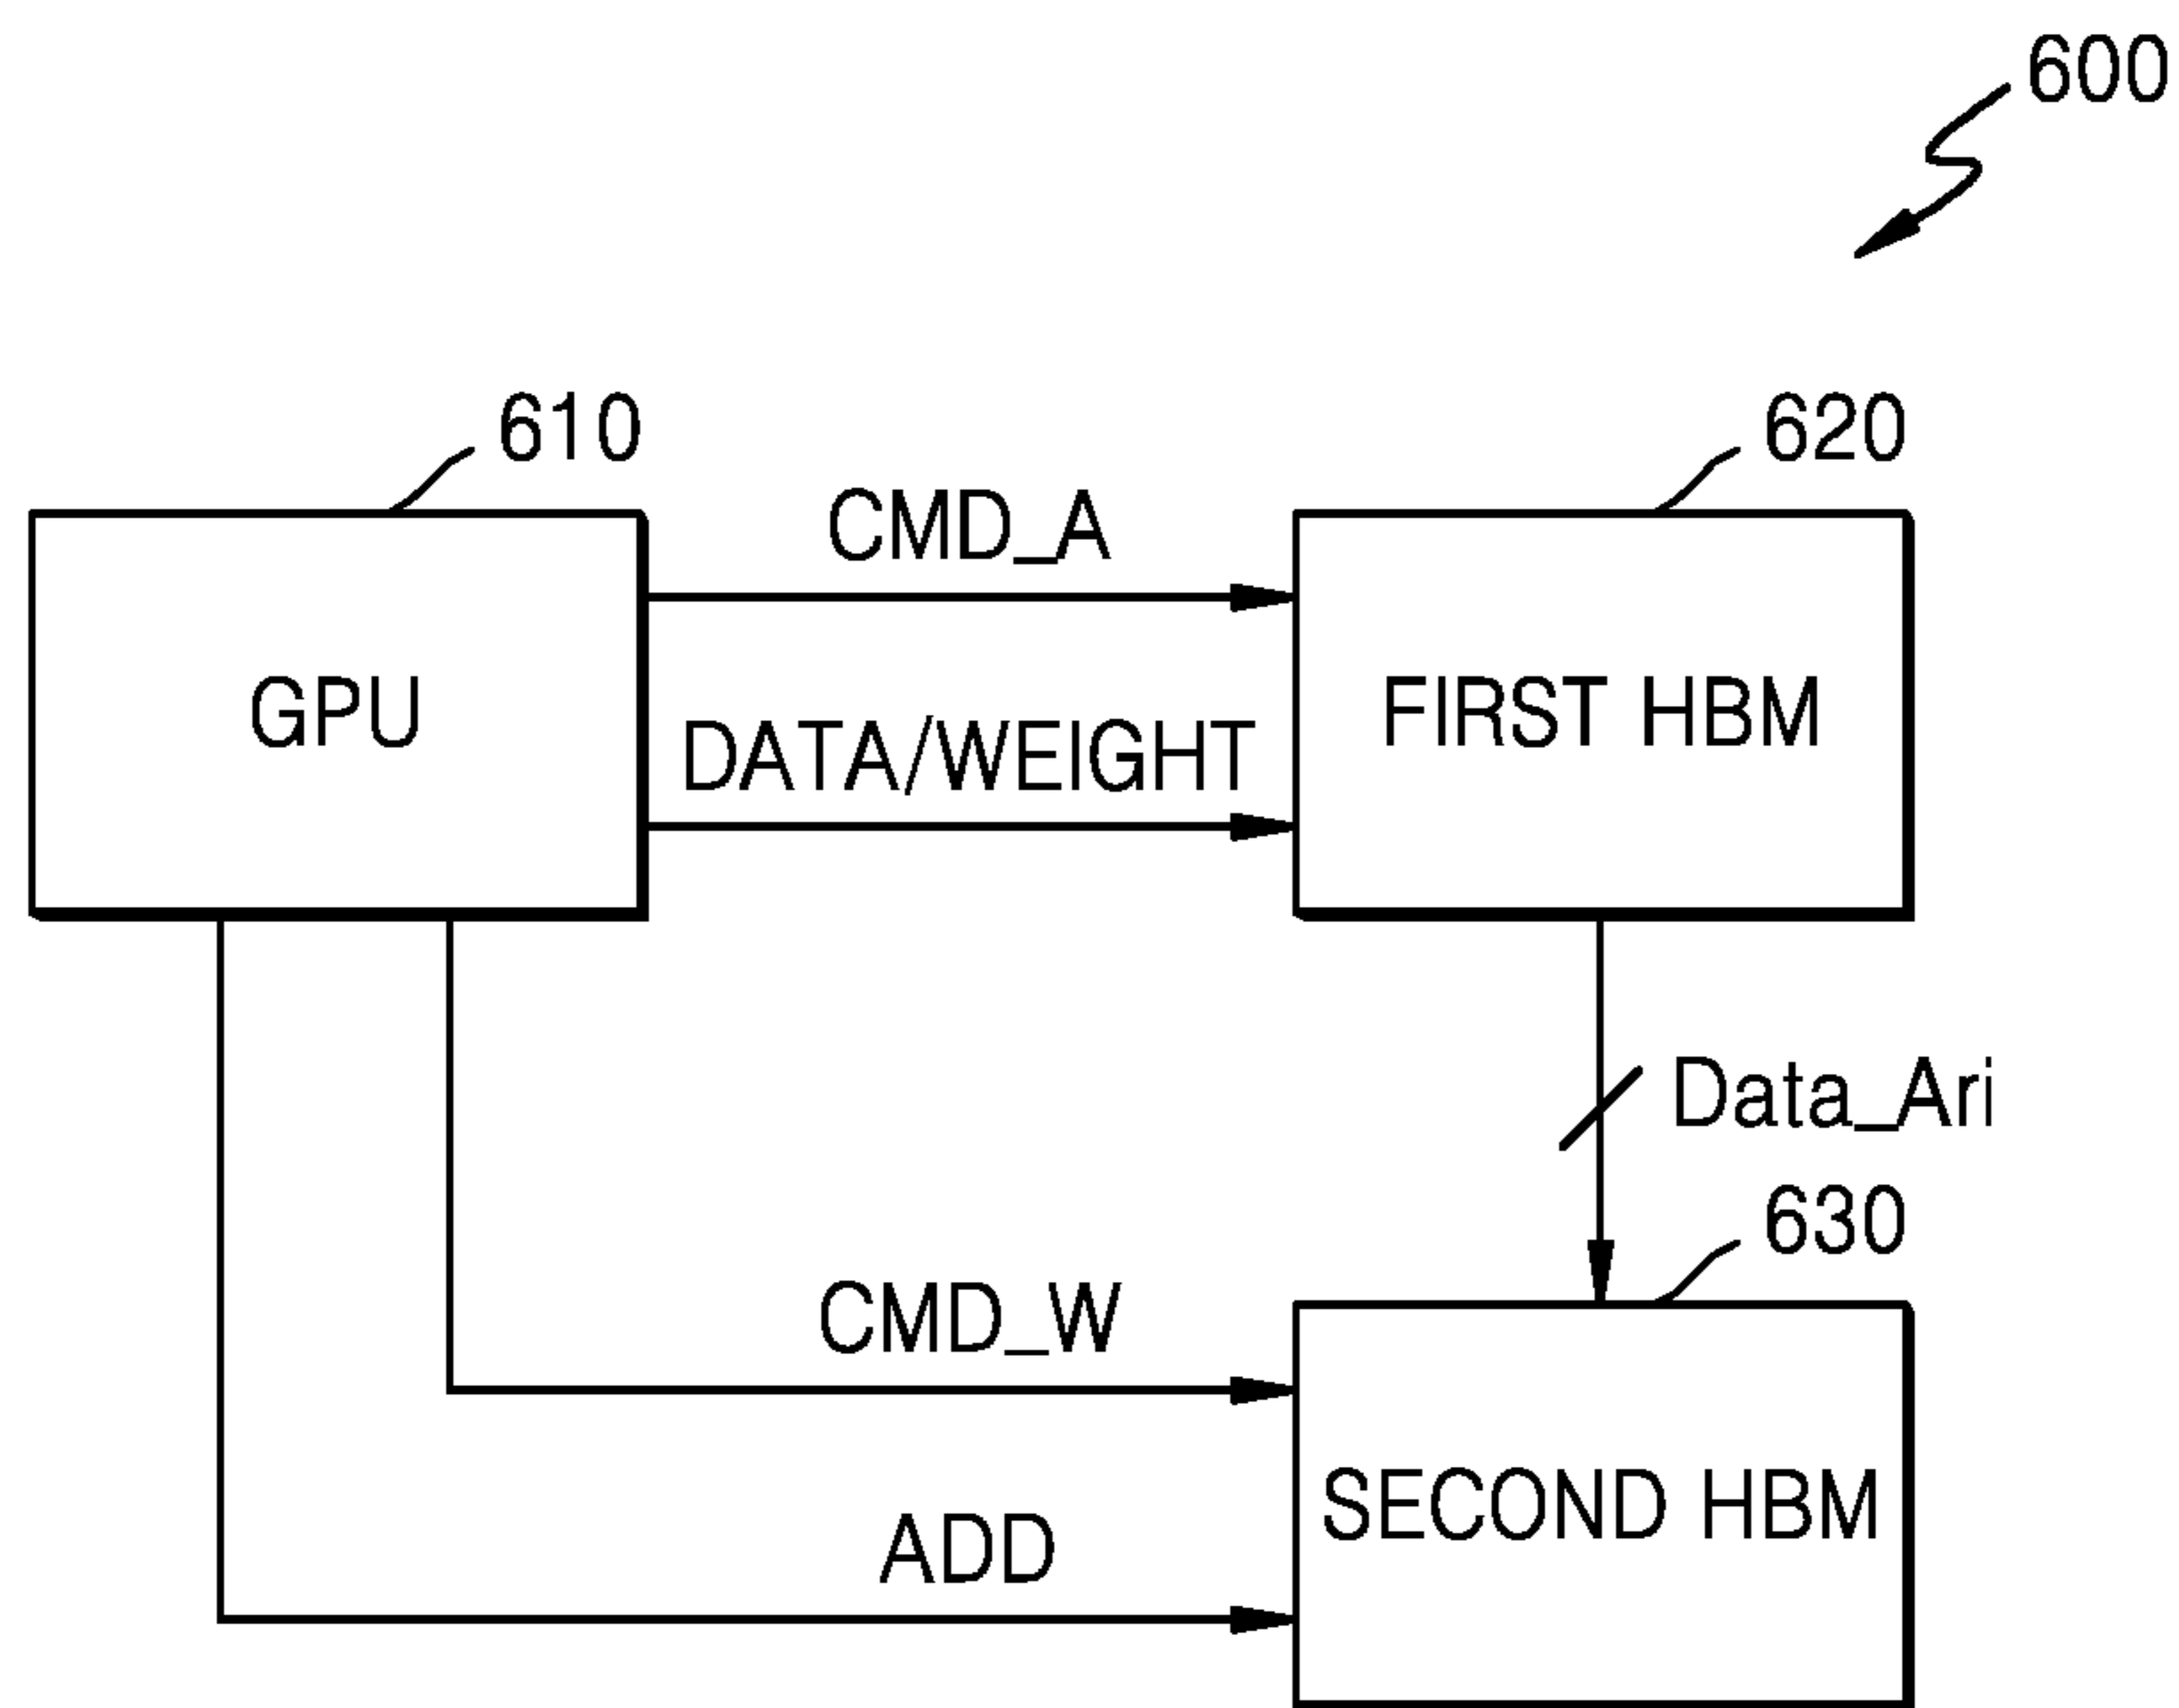 600
610
620
CMD_A
GPU
FIRST HBM
DATA/WEIGHT
Data_Ari
630
CMD_W
SECOND HBM
ADD